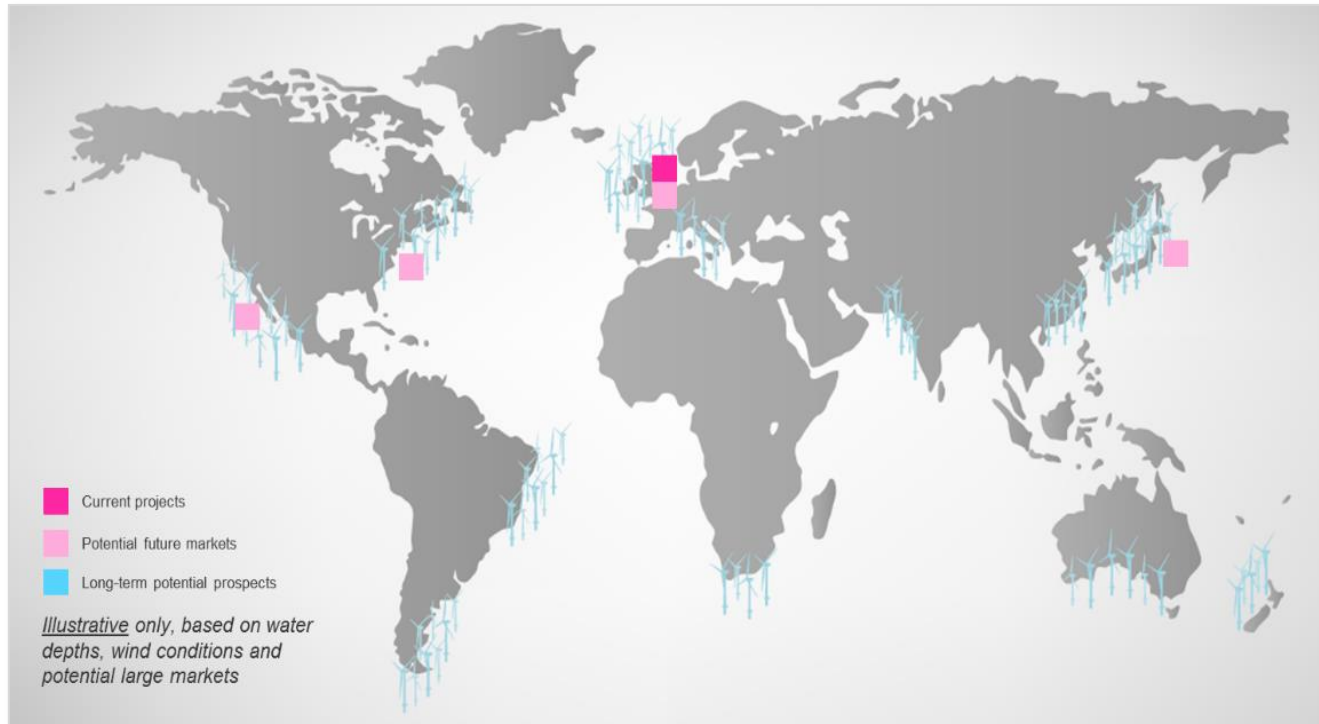 Current projects
Potential future markets
Long-term potential prospects
Illustrative only, based on water
depths, wind conditions and
potential large markets